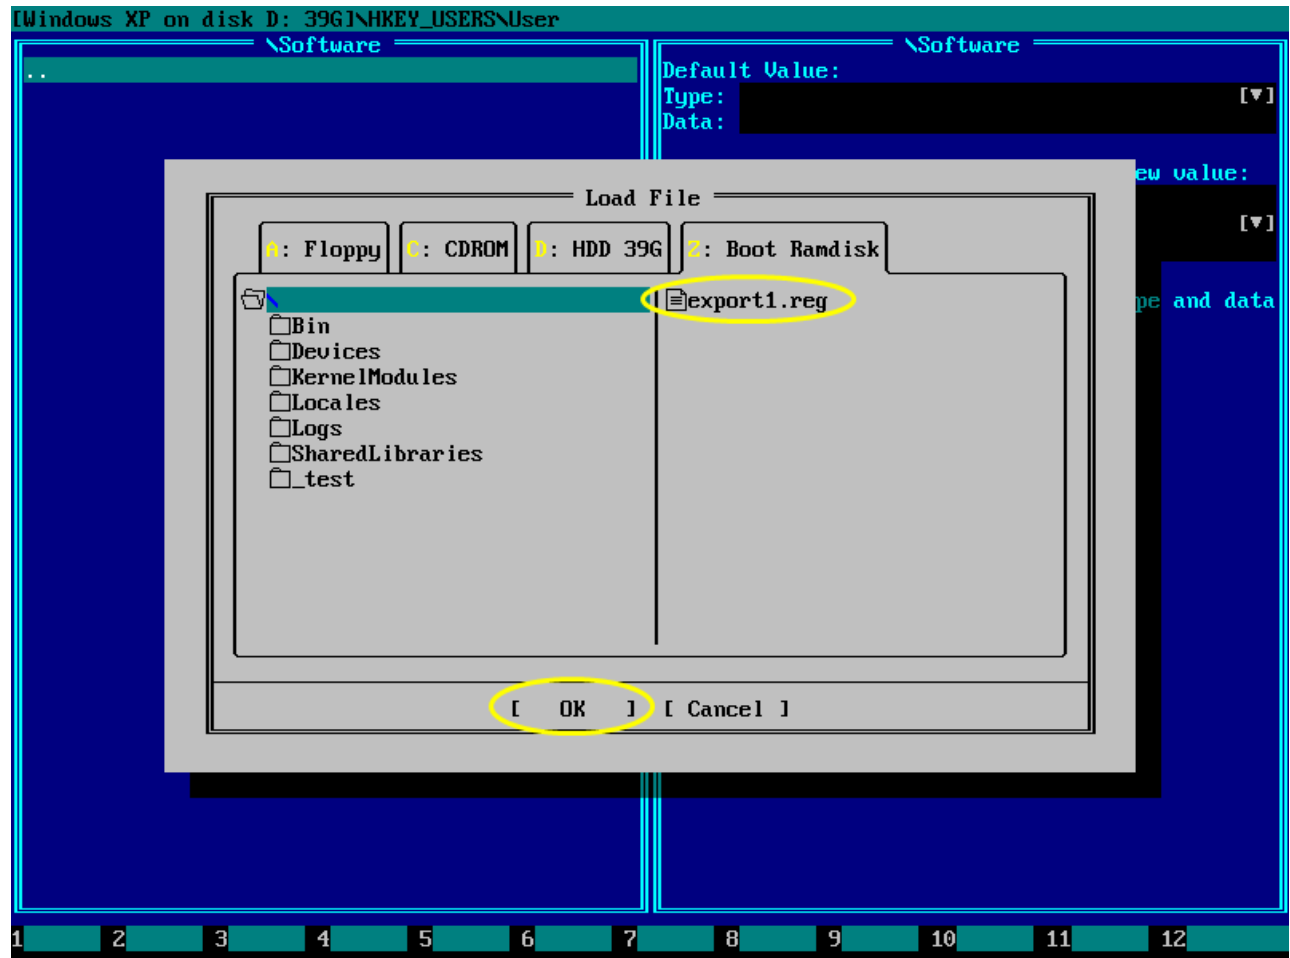 [Windows XP on disk D: 39G]\HKEY_USERS\User
\Software
\Software
..
Default Value:
Type: [▼]
Data:
ew value:
[▼]
pe and data
Load File
A: Floppy
C: CDROM
D: HDD 39G
Z: Boot Ramdisk
\
Bin
Devices
KernelModules
Locales
Logs
SharedLibraries
_test
export1.reg
[ OK ] [ Cancel ]
1 2 3 4 5 6 7 8 9 10 11 12